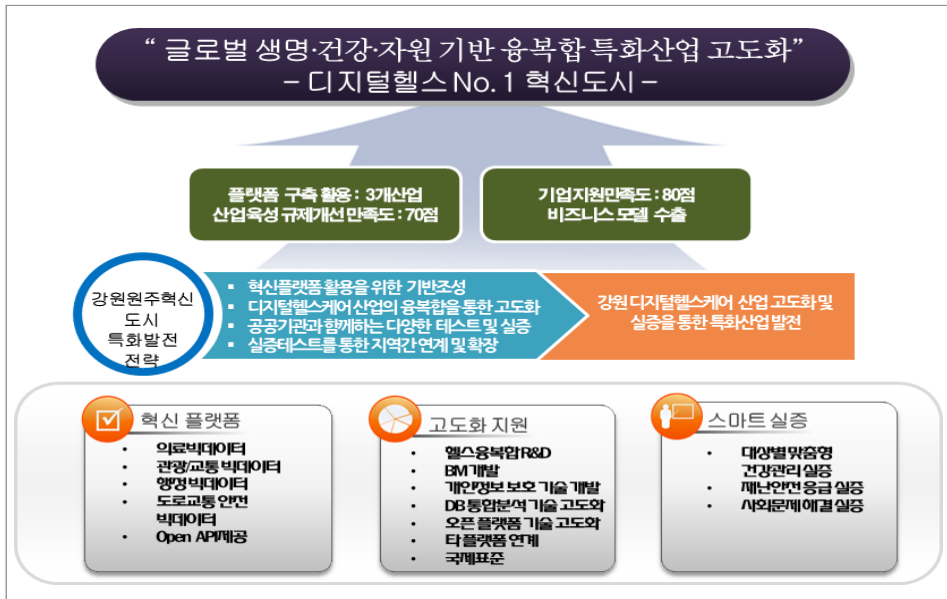 “ 글로벌 생명·건강·자원 기반 융복합 특화산업 고도화”
– 디지털헬스 No. 1 혁신도시 –
플랫폼 구축 활용 : 3개산업
산업육성 규제개선 만족도 : 70점
기업지원만족도 : 80점
비즈니스 모델 수출
강원원주혁신
도시
특화발전
전략
▪ 혁신플랫폼 활용을 위한 기반조성
▪ 디지털헬스케어 산업의 융복합을 통한 고도화
▪ 공공기관과 함께하는 다양한 테스트 및 실증
▪ 실증테스트를 통한 지역간 연계 및 확장
강원 디지털헬스케어 산업 고도화 및
실증을 통한 특화산업 발전
혁신 플랫폼
• 의료빅데이터
• 관광/교통 빅데이터
• 행정 빅데이터
• 도로교통 안전
빅데이터
• Open API제공
고도화 지원
• 헬스융복합 R&D
• BM 개발
• 개인정보 보호 기술 개발
• DB 통합분석 기술 고도화
• 오픈 플랫폼 기술 고도화
• 타 플랫폼 연계
• 국제표준
스마트 실증
• 대상별 맞춤형
건강관리 실증
• 재난안전 응급 실증
• 사회문제 해결 실증